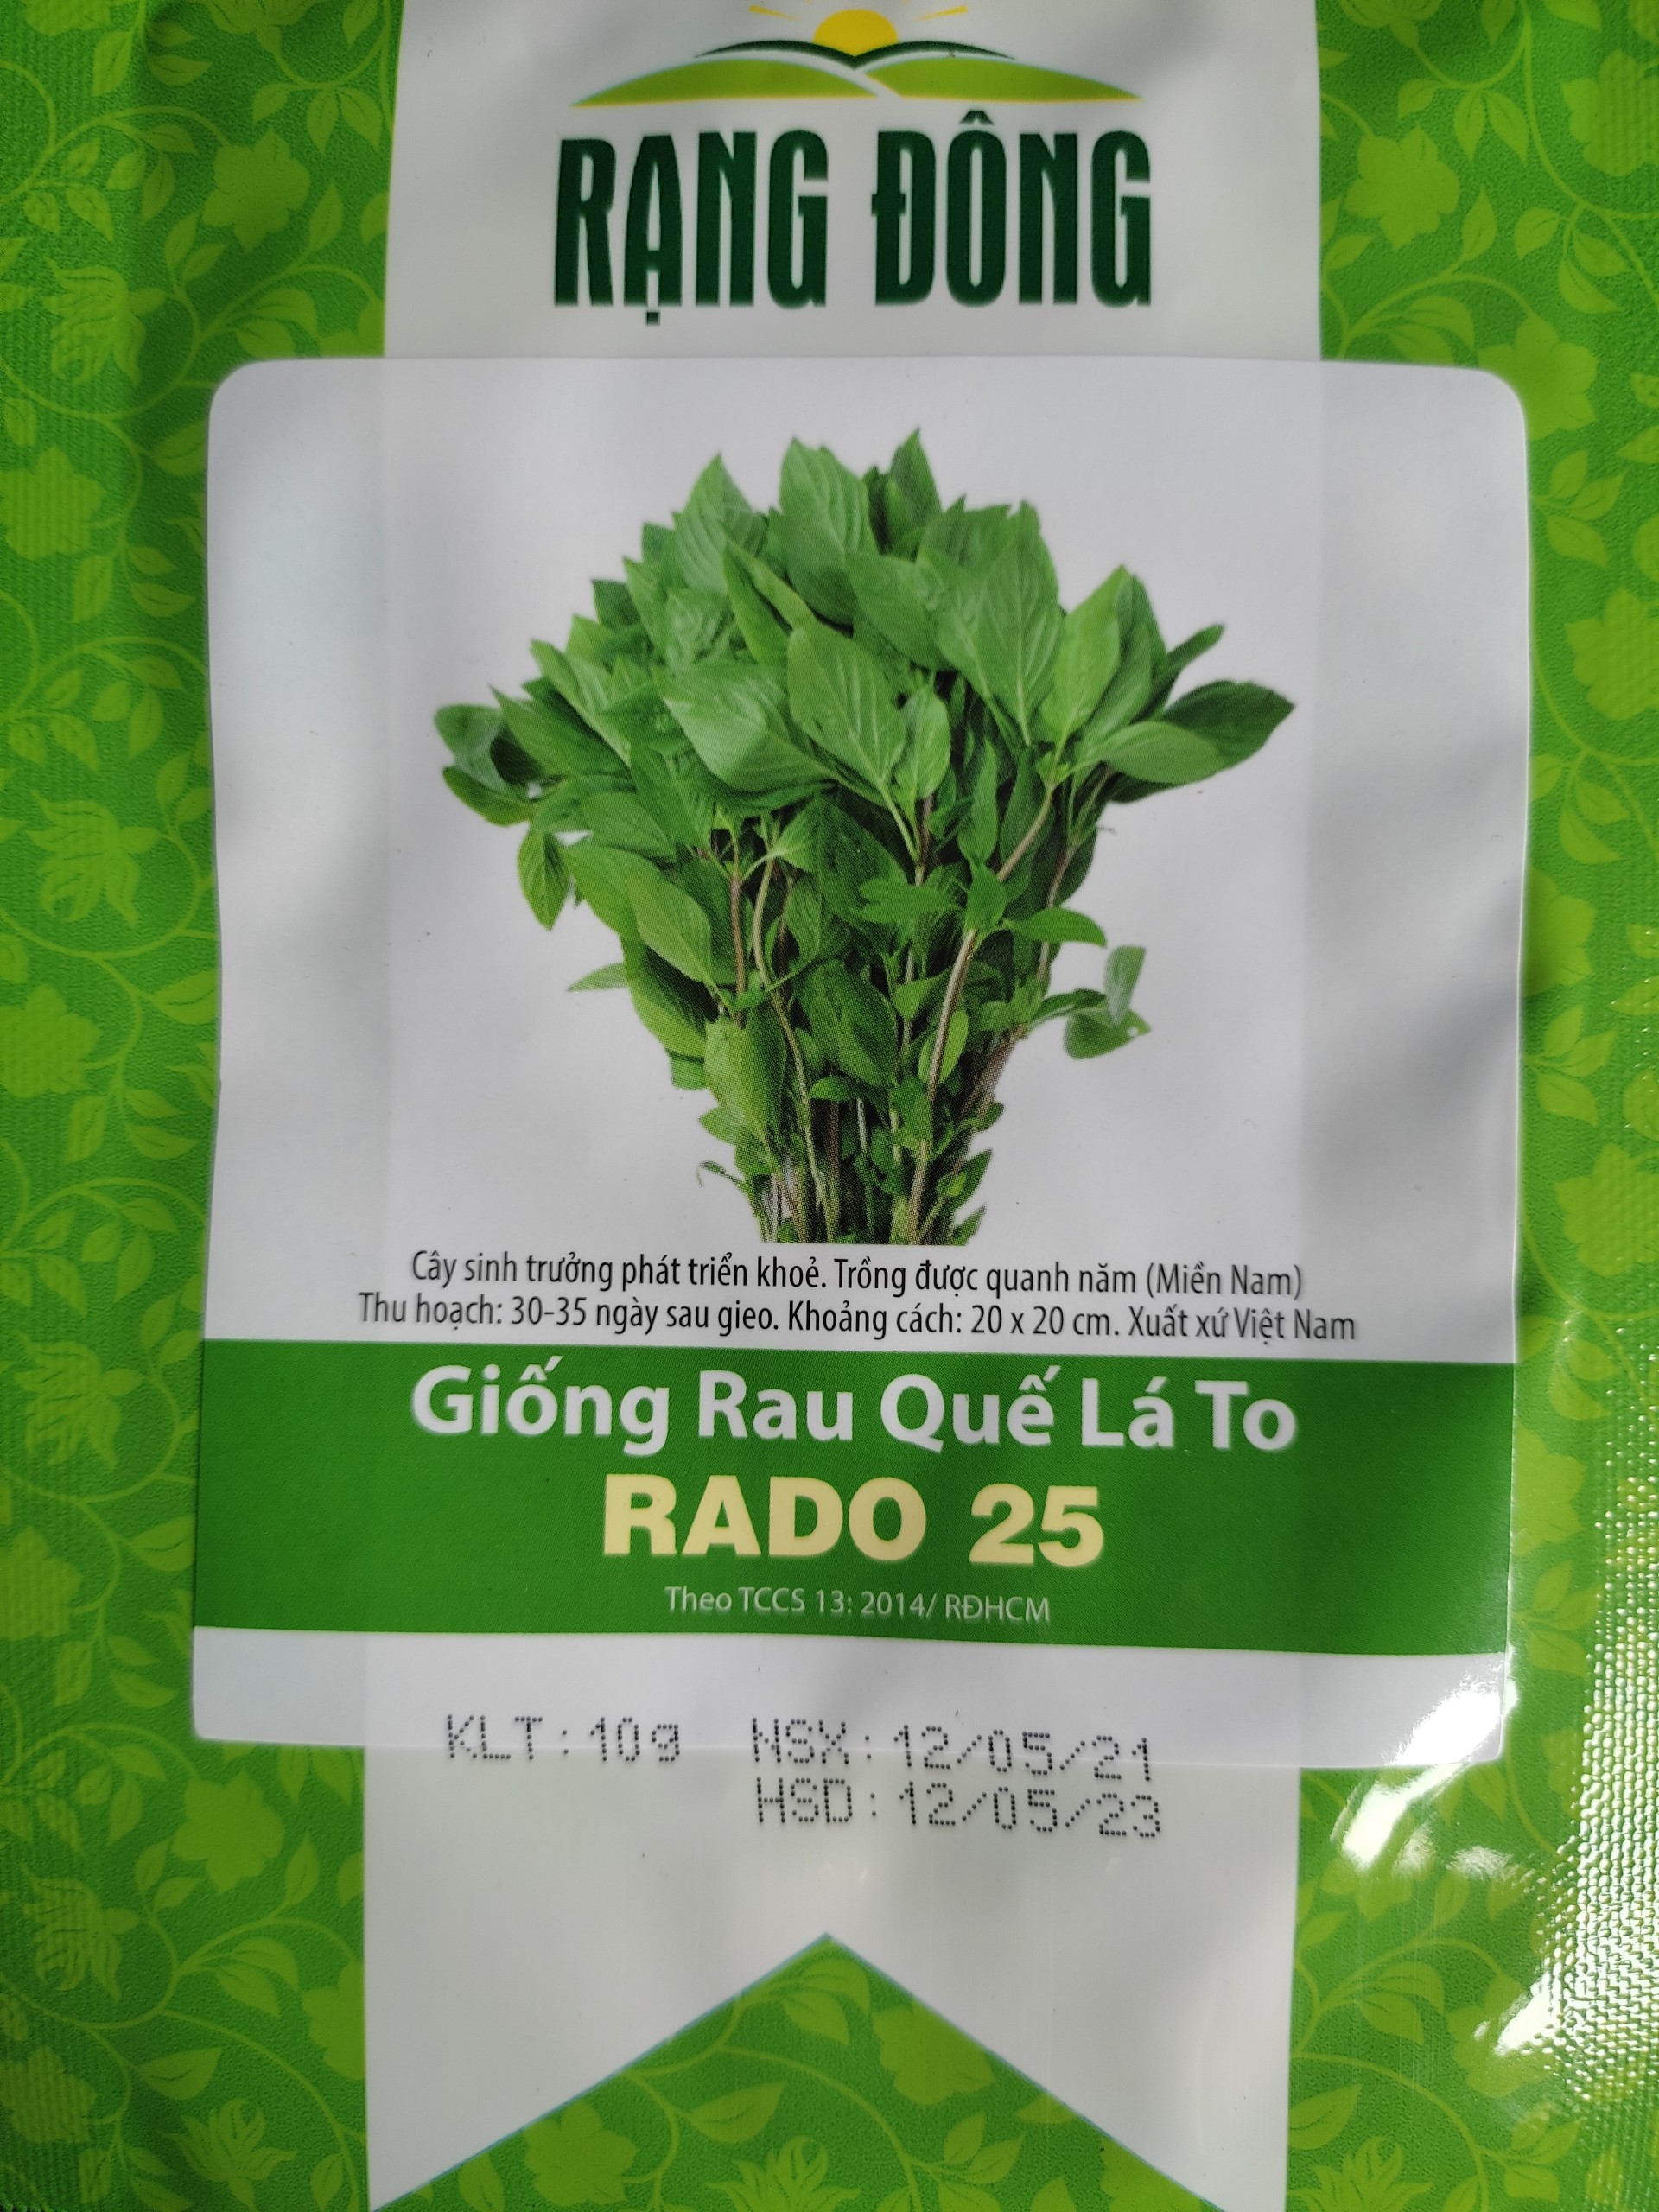 RẠNG ĐÔNG
Cây sinh trưởng phát triển khoẻ. Trồng được quanh năm (Miền Nam)
Thu hoạch: 30-35 ngày sau gieo. Khoảng cách: 20 x 20 cm. Xuất xứ Việt Nam
Giống Rau Quế Lá To
RADO 25
Theo TCCS 13: 2014/ RĐHCM
KLT:10g NSX:12/05/21
HSD:12/05/23